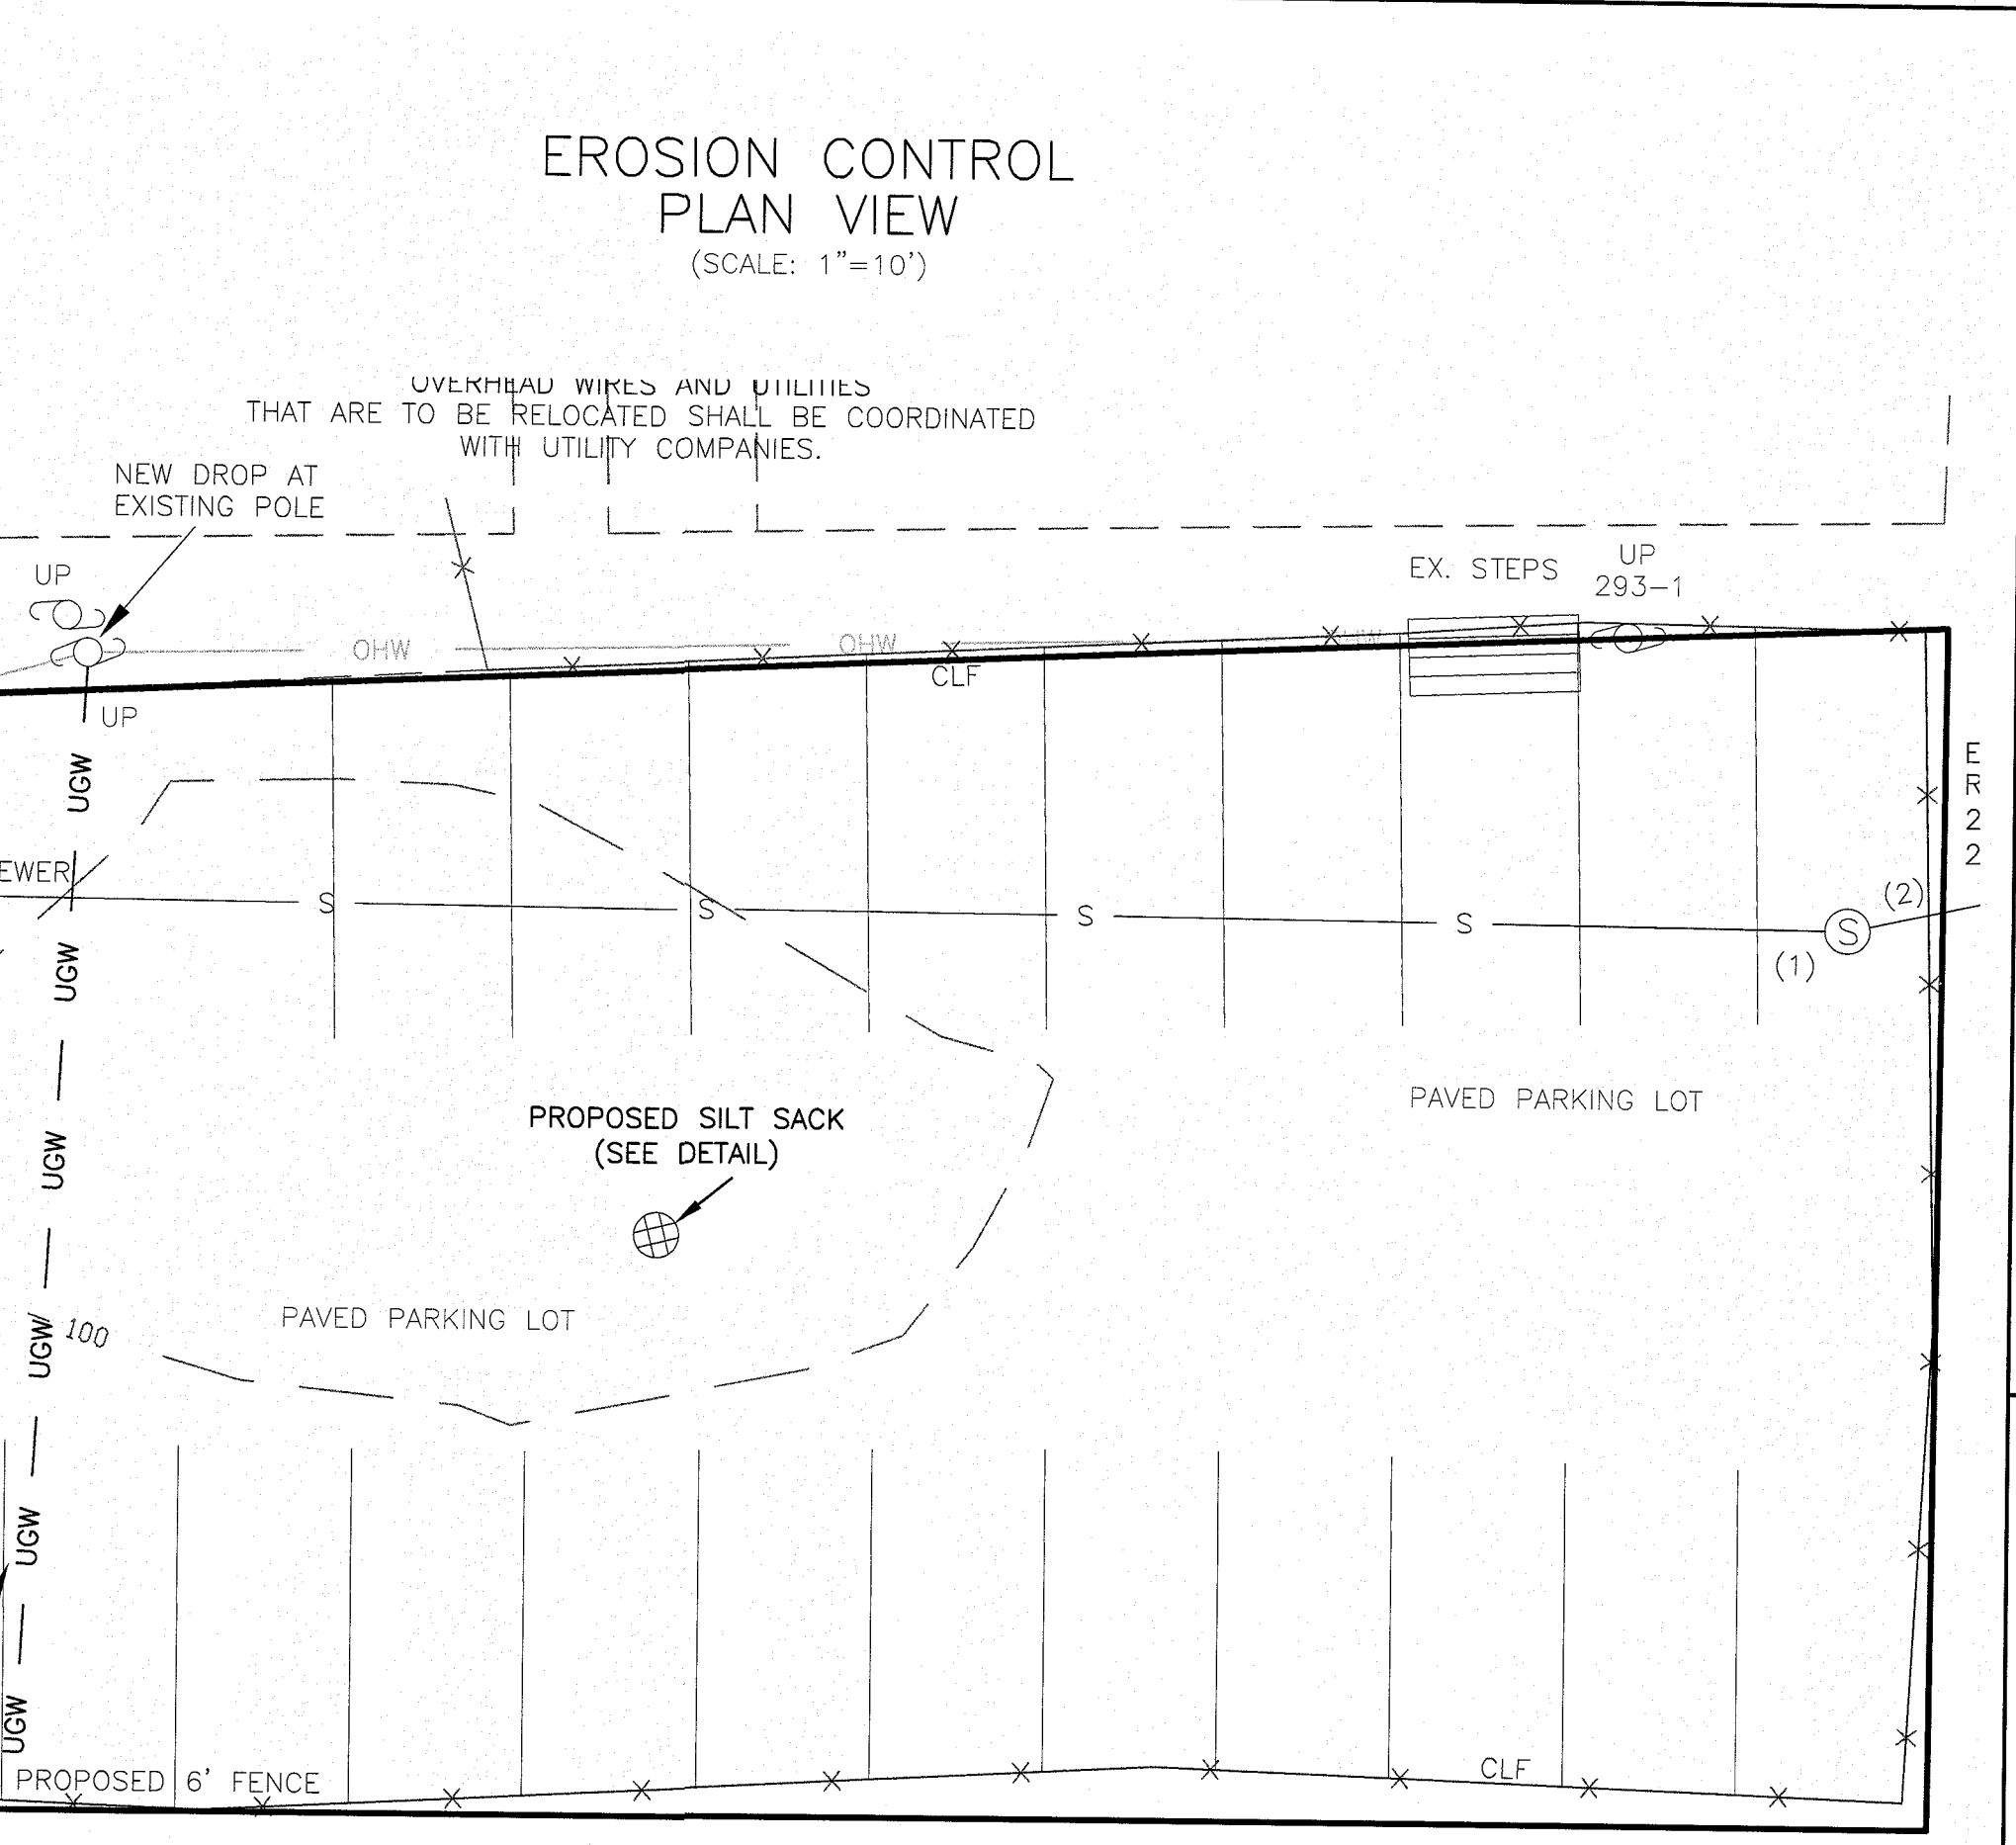 EROSION CONTROL
PLAN VIEW
(SCALE: 1"=10')
OVERHEAD WIRES AND UTILITIES
THAT ARE TO BE RELOCATED SHALL BE COORDINATED
WITH UTILITY COMPANIES.
NEW DROP AT
EXISTING POLE
UP
EX. STEPS
UP
293-1
OHW
OHW
OHW
CLF
UP
UGW
E
R
2
2
EWER
S
S
S
S
S
(2)
(1)
UGW
PAVED PARKING LOT
PROPOSED SILT SACK
(SEE DETAIL)
UGW
PAVED PARKING LOT
UGW
100
UGW
UGW
PROPOSED 6' FENCE
CLF